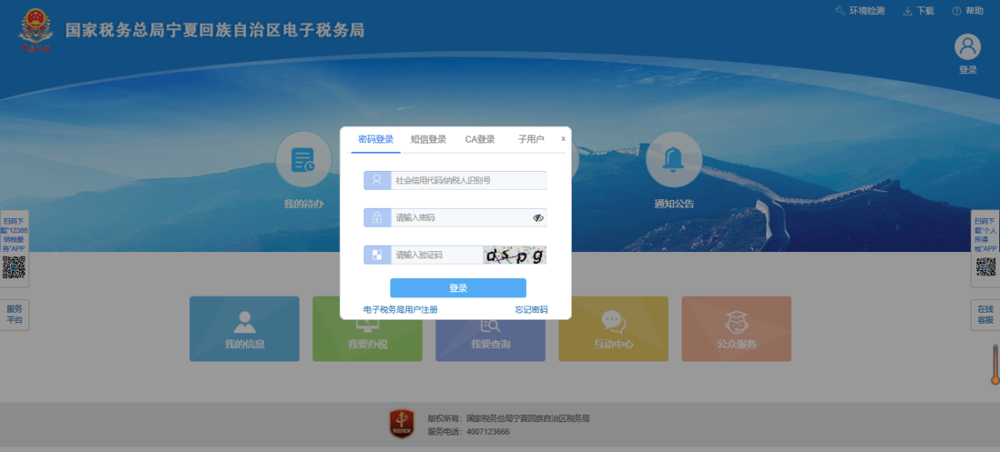 环境检测 下载 帮助
国家税务总局宁夏回族自治区电子税务局
登录
密码登录 短信登录 CA登录 子用户 x
社会信用代码/纳税人识别号
请输入密码
请输入验证码 dspg
登录
电子税务局用户注册 忘记密码
我的待办
通知公告
扫码下
载"12366
纳税服
务"APP
服务
平台
扫码下
载"个人
所得
税"APP
在线
客服
我的信息 我要办税 我要查询 互动中心 公众服务
版权所有：国家税务总局宁夏回族自治区税务局
服务电话：4007123666